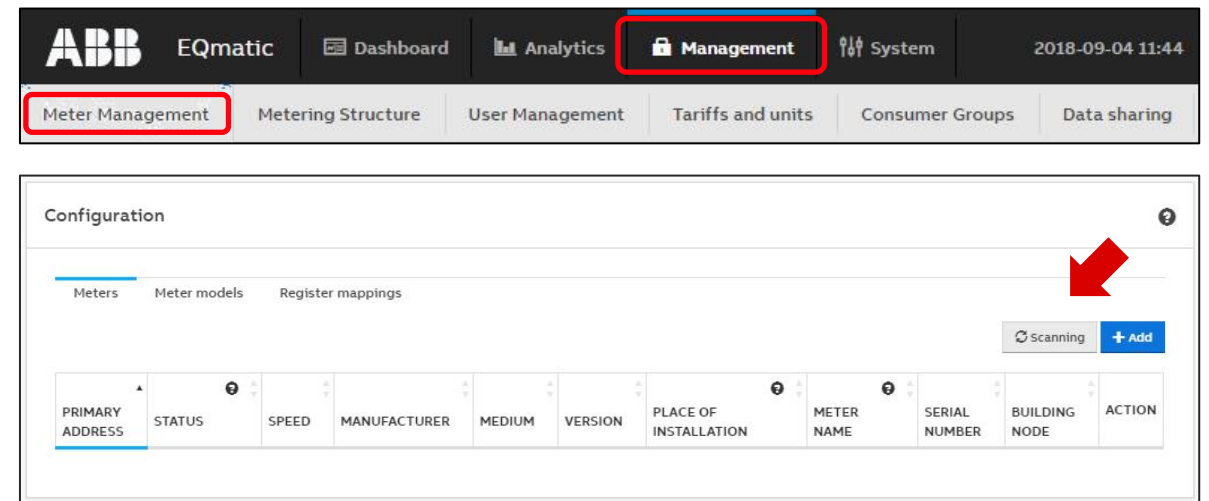 ABB EQmatic Dashboard Analytics Management System 2018-09-04 11:44
Meter Management Metering Structure User Management Tariffs and units Consumer Groups Data sharing
Configuration
Meters Meter models Register mappings
Scanning + Add
PRIMARY ADDRESS STATUS SPEED MANUFACTURER MEDIUM VERSION PLACE OF INSTALLATION METER NAME SERIAL NUMBER BUILDING NODE ACTION